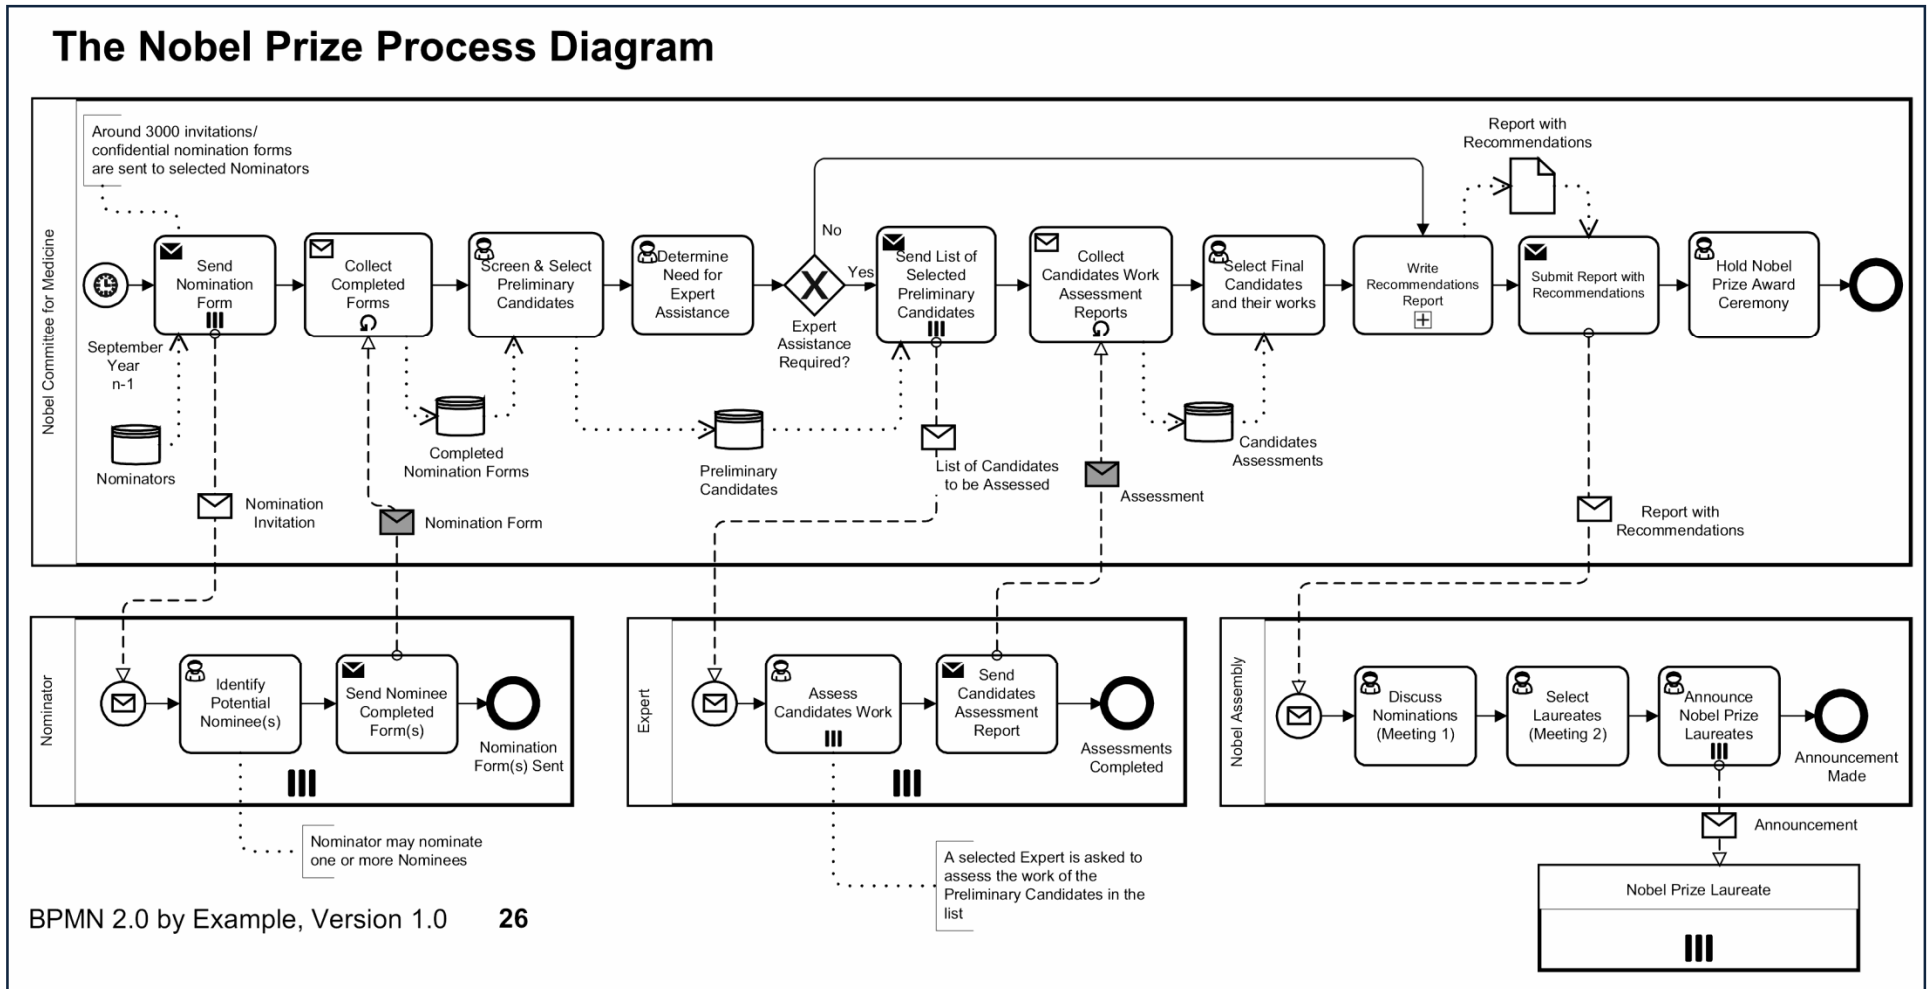 The Nobel Prize Process Diagram
Nobel Committee for Medicine
Around 3000 invitations/
confidential nomination forms
are sent to selected Nominators
September
Year
n-1
Send
Nomination
Form
Collect
Completed
Forms
Screen & Select
Preliminary
Candidates
Determine
Need for
Expert
Assistance
Expert
Assistance
Required?
No
Yes
Send List of
Selected
Preliminary
Candidates
Collect
Candidates Work
Assessment
Reports
Select Final
Candidates
and their works
Write
Recommendations
Report
Report with
Recommendations
Submit Report with
Recommendations
Hold Nobel
Prize Award
Ceremony
Nominators
Nomination
Invitation
Completed
Nomination Forms
Nomination Form
Preliminary
Candidates
List of Candidates
to be Assessed
Assessment
Candidates
Assessments
Report with
Recommendations
Nominator
Identify
Potential
Nominee(s)
Send Nominee
Completed
Form(s)
Nomination
Form(s) Sent
Nominator may nominate
one or more Nominees
Expert
Assess
Candidates Work
Send
Candidates
Assessment
Report
Assessments
Completed
A selected Expert is asked to
assess the work of the
Preliminary Candidates in the
list
Nobel Assembly
Discuss
Nominations
(Meeting 1)
Select
Laureates
(Meeting 2)
Announce
Nobel Prize
Laureates
Announcement
Made
Announcement
Nobel Prize Laureate
BPMN 2.0 by Example, Version 1.0 26